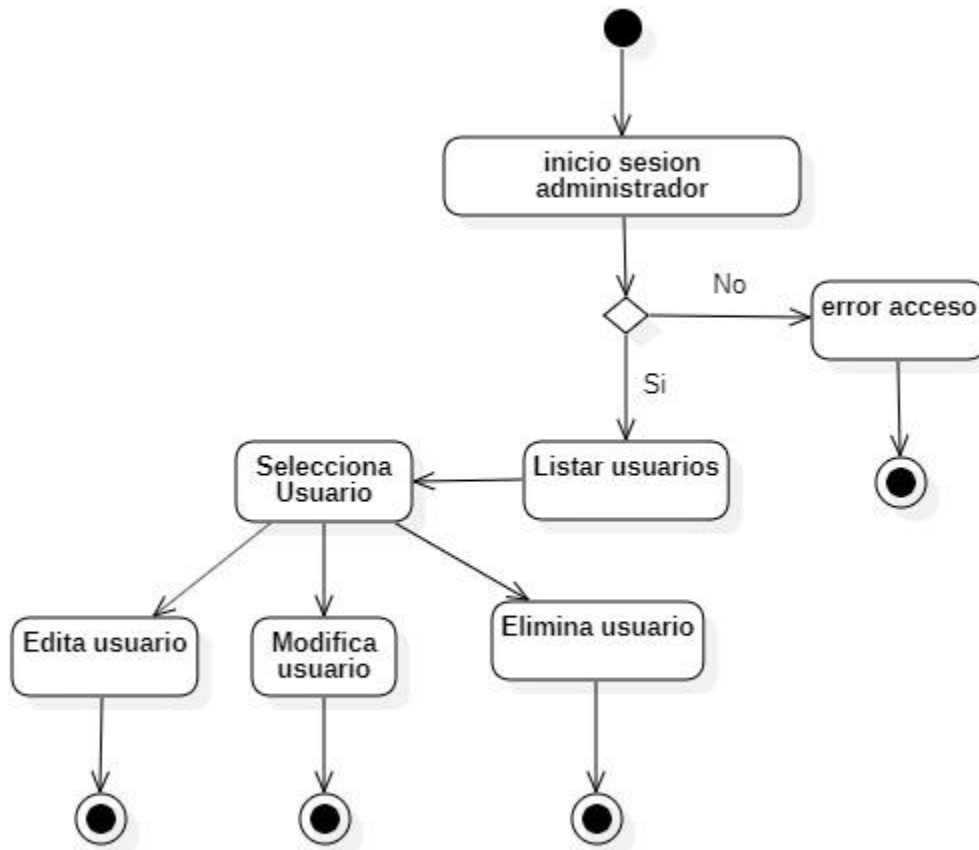 inicio sesion
administrador
No
error acceso
Si
Selecciona
Usuario
Listar usuarios
Edita usuario
Modifica
usuario
Elimina usuario